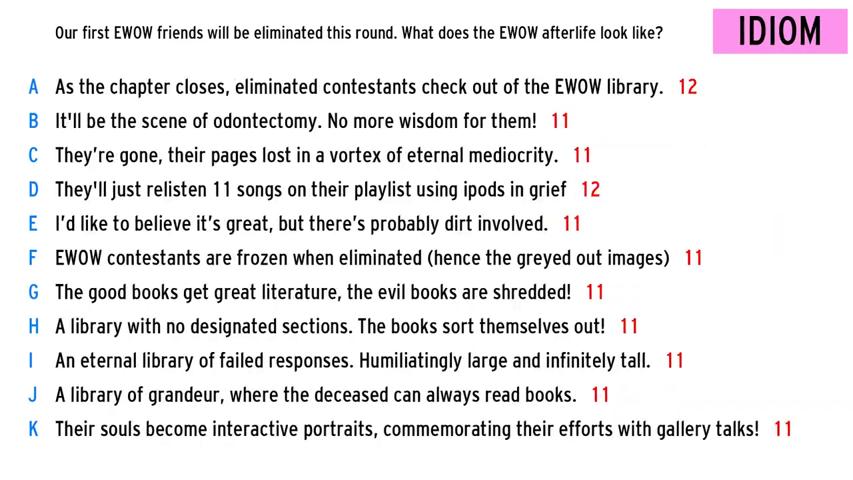 Our first EWOW friends will be eliminated this round. What does the EWOW afterlife look like?
IDIOM
A As the chapter closes, eliminated contestants check out of the EWOW library. 12
B It'll be the scene of odontectomy. No more wisdom for them! 11
C They’re gone, their pages lost in a vortex of eternal mediocrity. 11
D They'll just relisten 11 songs on their playlist using ipods in grief 12
E I’d like to believe it’s great, but there’s probably dirt involved. 11
F EWOW contestants are frozen when eliminated (hence the greyed out images) 11
G The good books get great literature, the evil books are shredded! 11
H A library with no designated sections. The books sort themselves out! 11
I An eternal library of failed responses. Humiliatingly large and infinitely tall. 11
J A library of grandeur, where the deceased can always read books. 11
K Their souls become interactive portraits, commemorating their efforts with gallery talks! 11